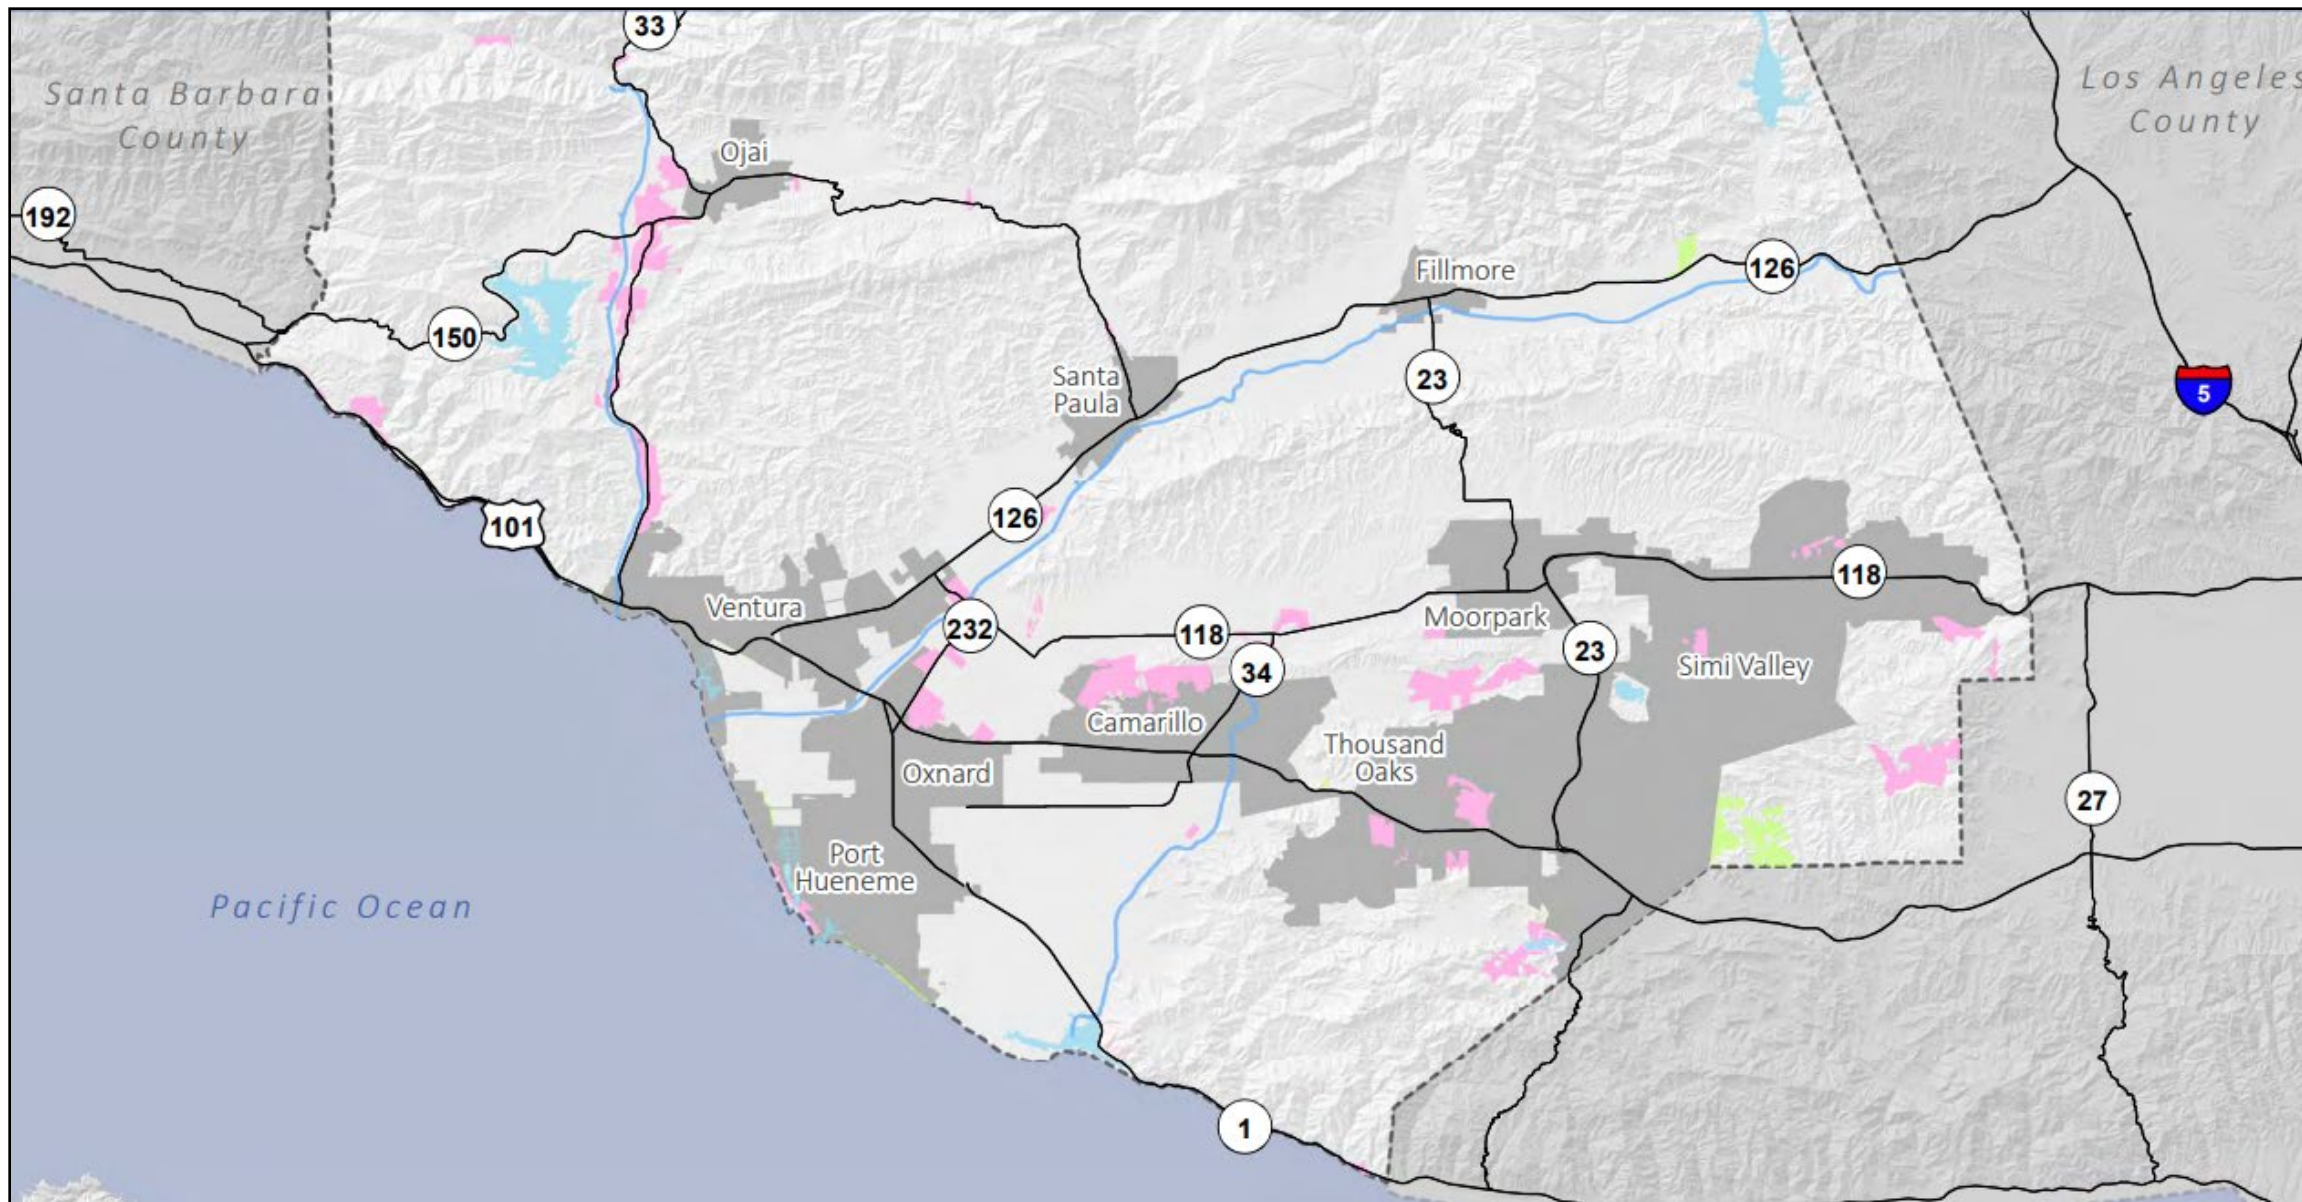 33
Santa Barbara
County
Los Angeles
County
Ojai
192
Fillmore
126
150
Santa
Paula
23
5
126
101
118
Ventura
232
118
Moorpark
23
34
Simi Valley
Camarillo
Thousand
Oaks
Oxnard
27
Port
Hueneme
Pacific Ocean
1